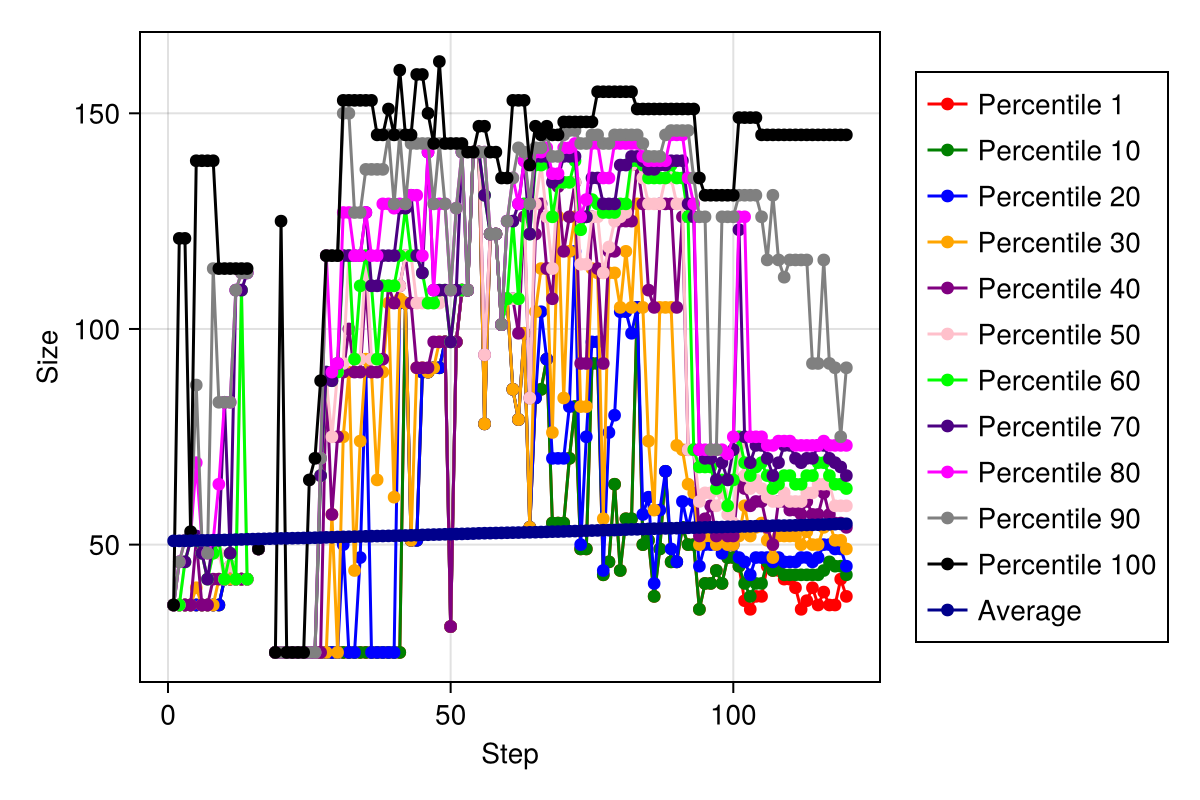 150
100
50
Size
0
50
100
Step
Percentile 1
Percentile 10
Percentile 20
Percentile 30
Percentile 40
Percentile 50
Percentile 60
Percentile 70
Percentile 80
Percentile 90
Percentile 100
Average